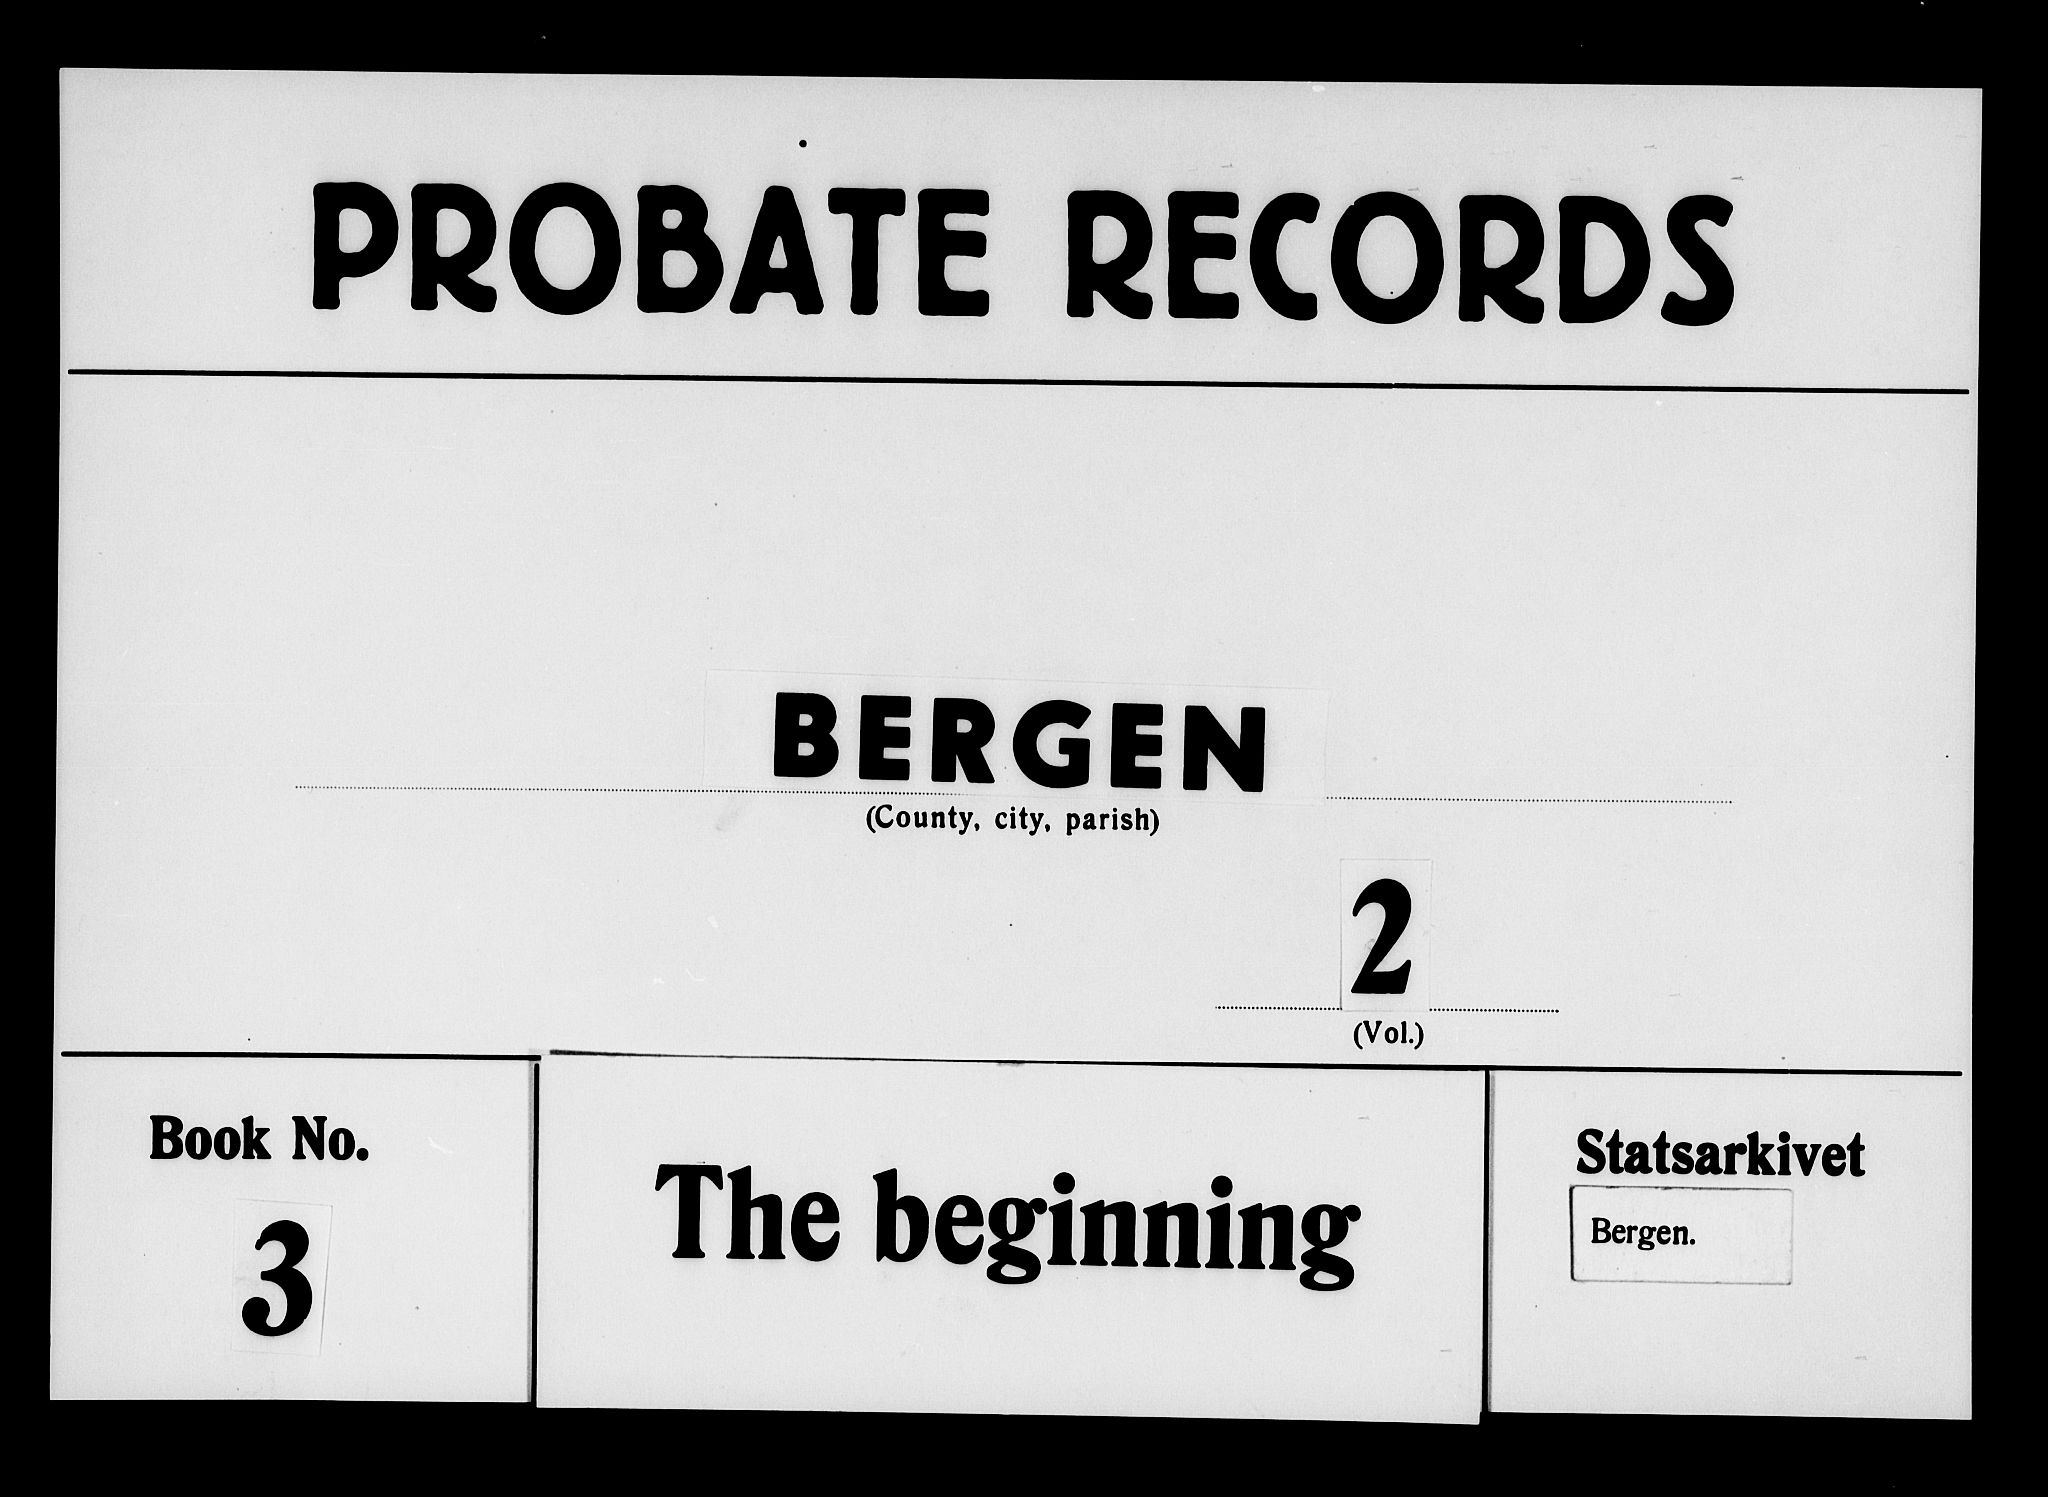 PROBATE RECORDS
BERGEN
(County, city, parish)
2
(Vol.)
Book No.
3
The beginning
Statsarkivet
Bergen.